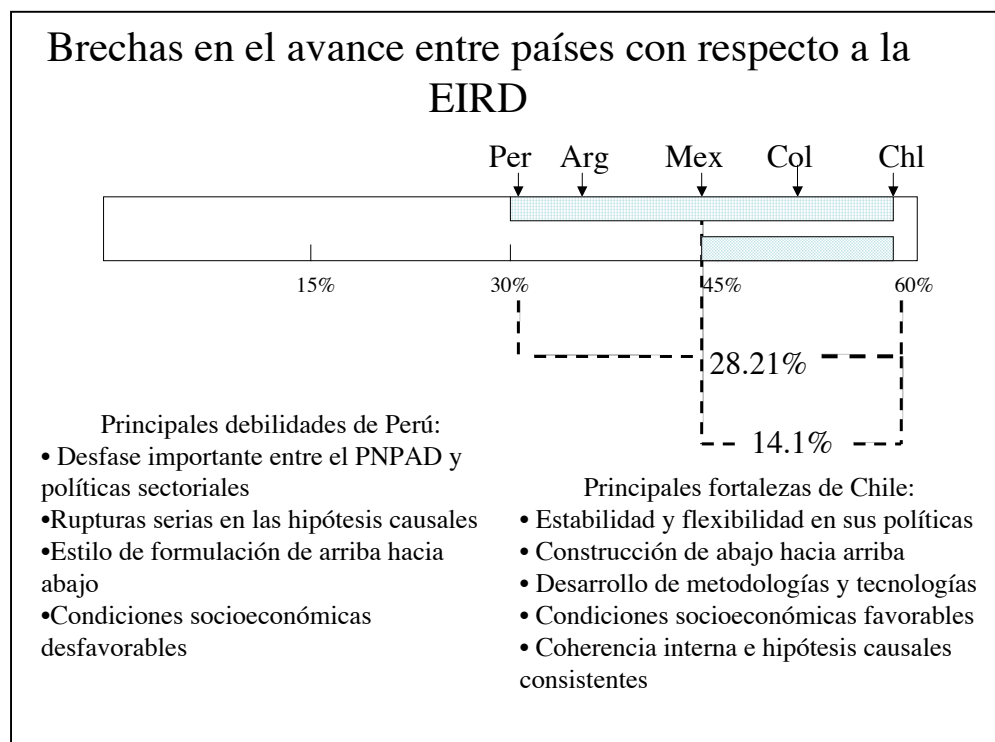 Brechas en el avance entre países con respecto a la
EIRD
Per Arg Mex Col Chl
15% 30% 45% 60%
28.21%
14.1%
Principales debilidades de Perú:
• Desfase importante entre el PNPAD y
políticas sectoriales
•Rupturas serias en las hipótesis causales
•Estilo de formulación de arriba hacia
abajo
•Condiciones socioeconómicas
desfavorables
Principales fortalezas de Chile:
• Estabilidad y flexibilidad en sus políticas
• Construcción de abajo hacia arriba
• Desarrollo de metodologías y tecnologías
• Condiciones socioeconómicas favorables
• Coherencia interna e hipótesis causales
consistentes